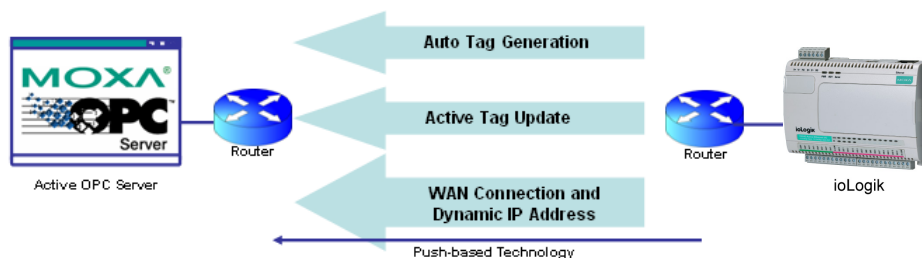 Auto Tag Generation
MOXA®
OPC™
Server
Active Tag Update
ioLogik
Router
Router
Active OPC Server
ioLogik
WAN Connection and
Dynamic IP Address
Push-based Technology